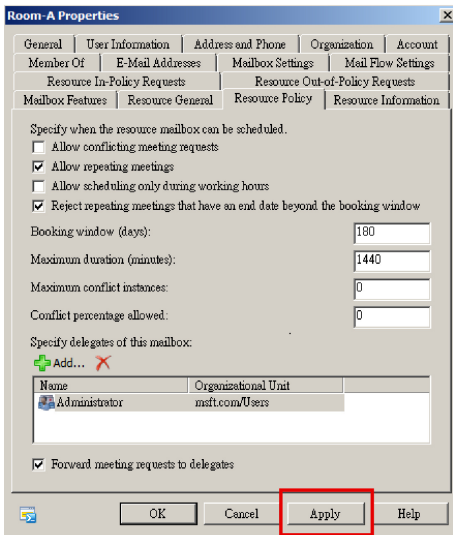 Room-A Properties
General User Information Address and Phone Organization Account
Member Of E-Mail Addresses Mailbox Settings Mail Flow Settings
Resource In-Policy Requests Resource Out-of-Policy Requests
Mailbox Features Resource General Resource Policy Resource Information
Specify when the resource mailbox can be scheduled.
Allow conflicting meeting requests
Allow repeating meetings
Allow scheduling only during working hours
Reject repeating meetings that have an end date beyond the booking window
Booking window (days): 180
Maximum duration (minutes): 1440
Maximum conflict instances: 0
Conflict percentage allowed: 0
Specify delegates of this mailbox:
Add...
Name Organizational Unit
Administrator msft.com/Users
Forward meeting requests to delegates
OK Cancel Apply Help